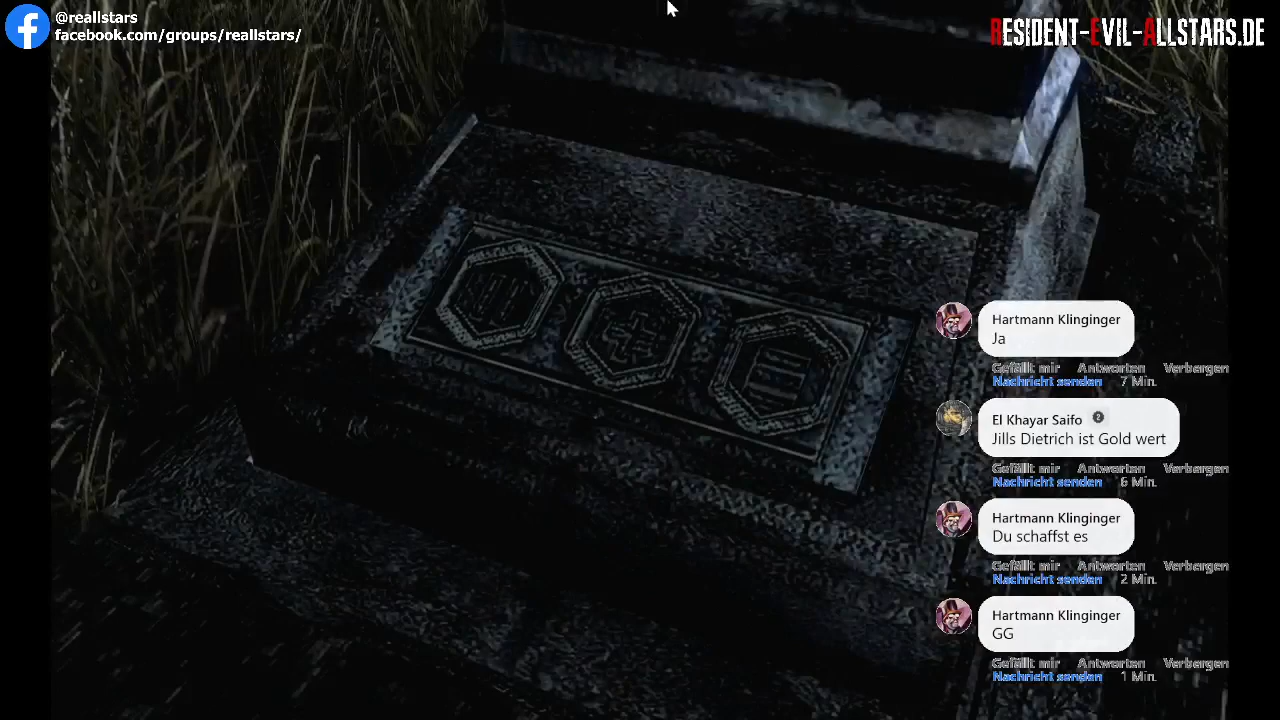 @reallstars
facebook.com/groups/reallstars/
RESIDENT-EVIL-ALLSTARS.DE
Hartmann Klinginger
Ja
Gefällt mir Antworten Verbergen
Nachricht senden 7 Min.
El Khayar Saifo
Jills Dietrich ist Gold wert
Gefällt mir Antworten Verbergen
Nachricht senden 6 Min.
Hartmann Klinginger
Du schaffst es
Gefällt mir Antworten Verbergen
Nachricht senden 2 Min.
Hartmann Klinginger
GG
Gefällt mir Antworten Verbergen
Nachricht senden 1 Min.